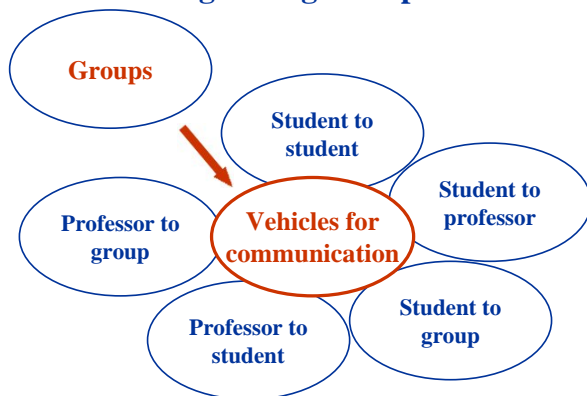 Groups
Student to
student
Student to
professor
Professor to
group
Vehicles for
communication
Student to
group
Professor to
student